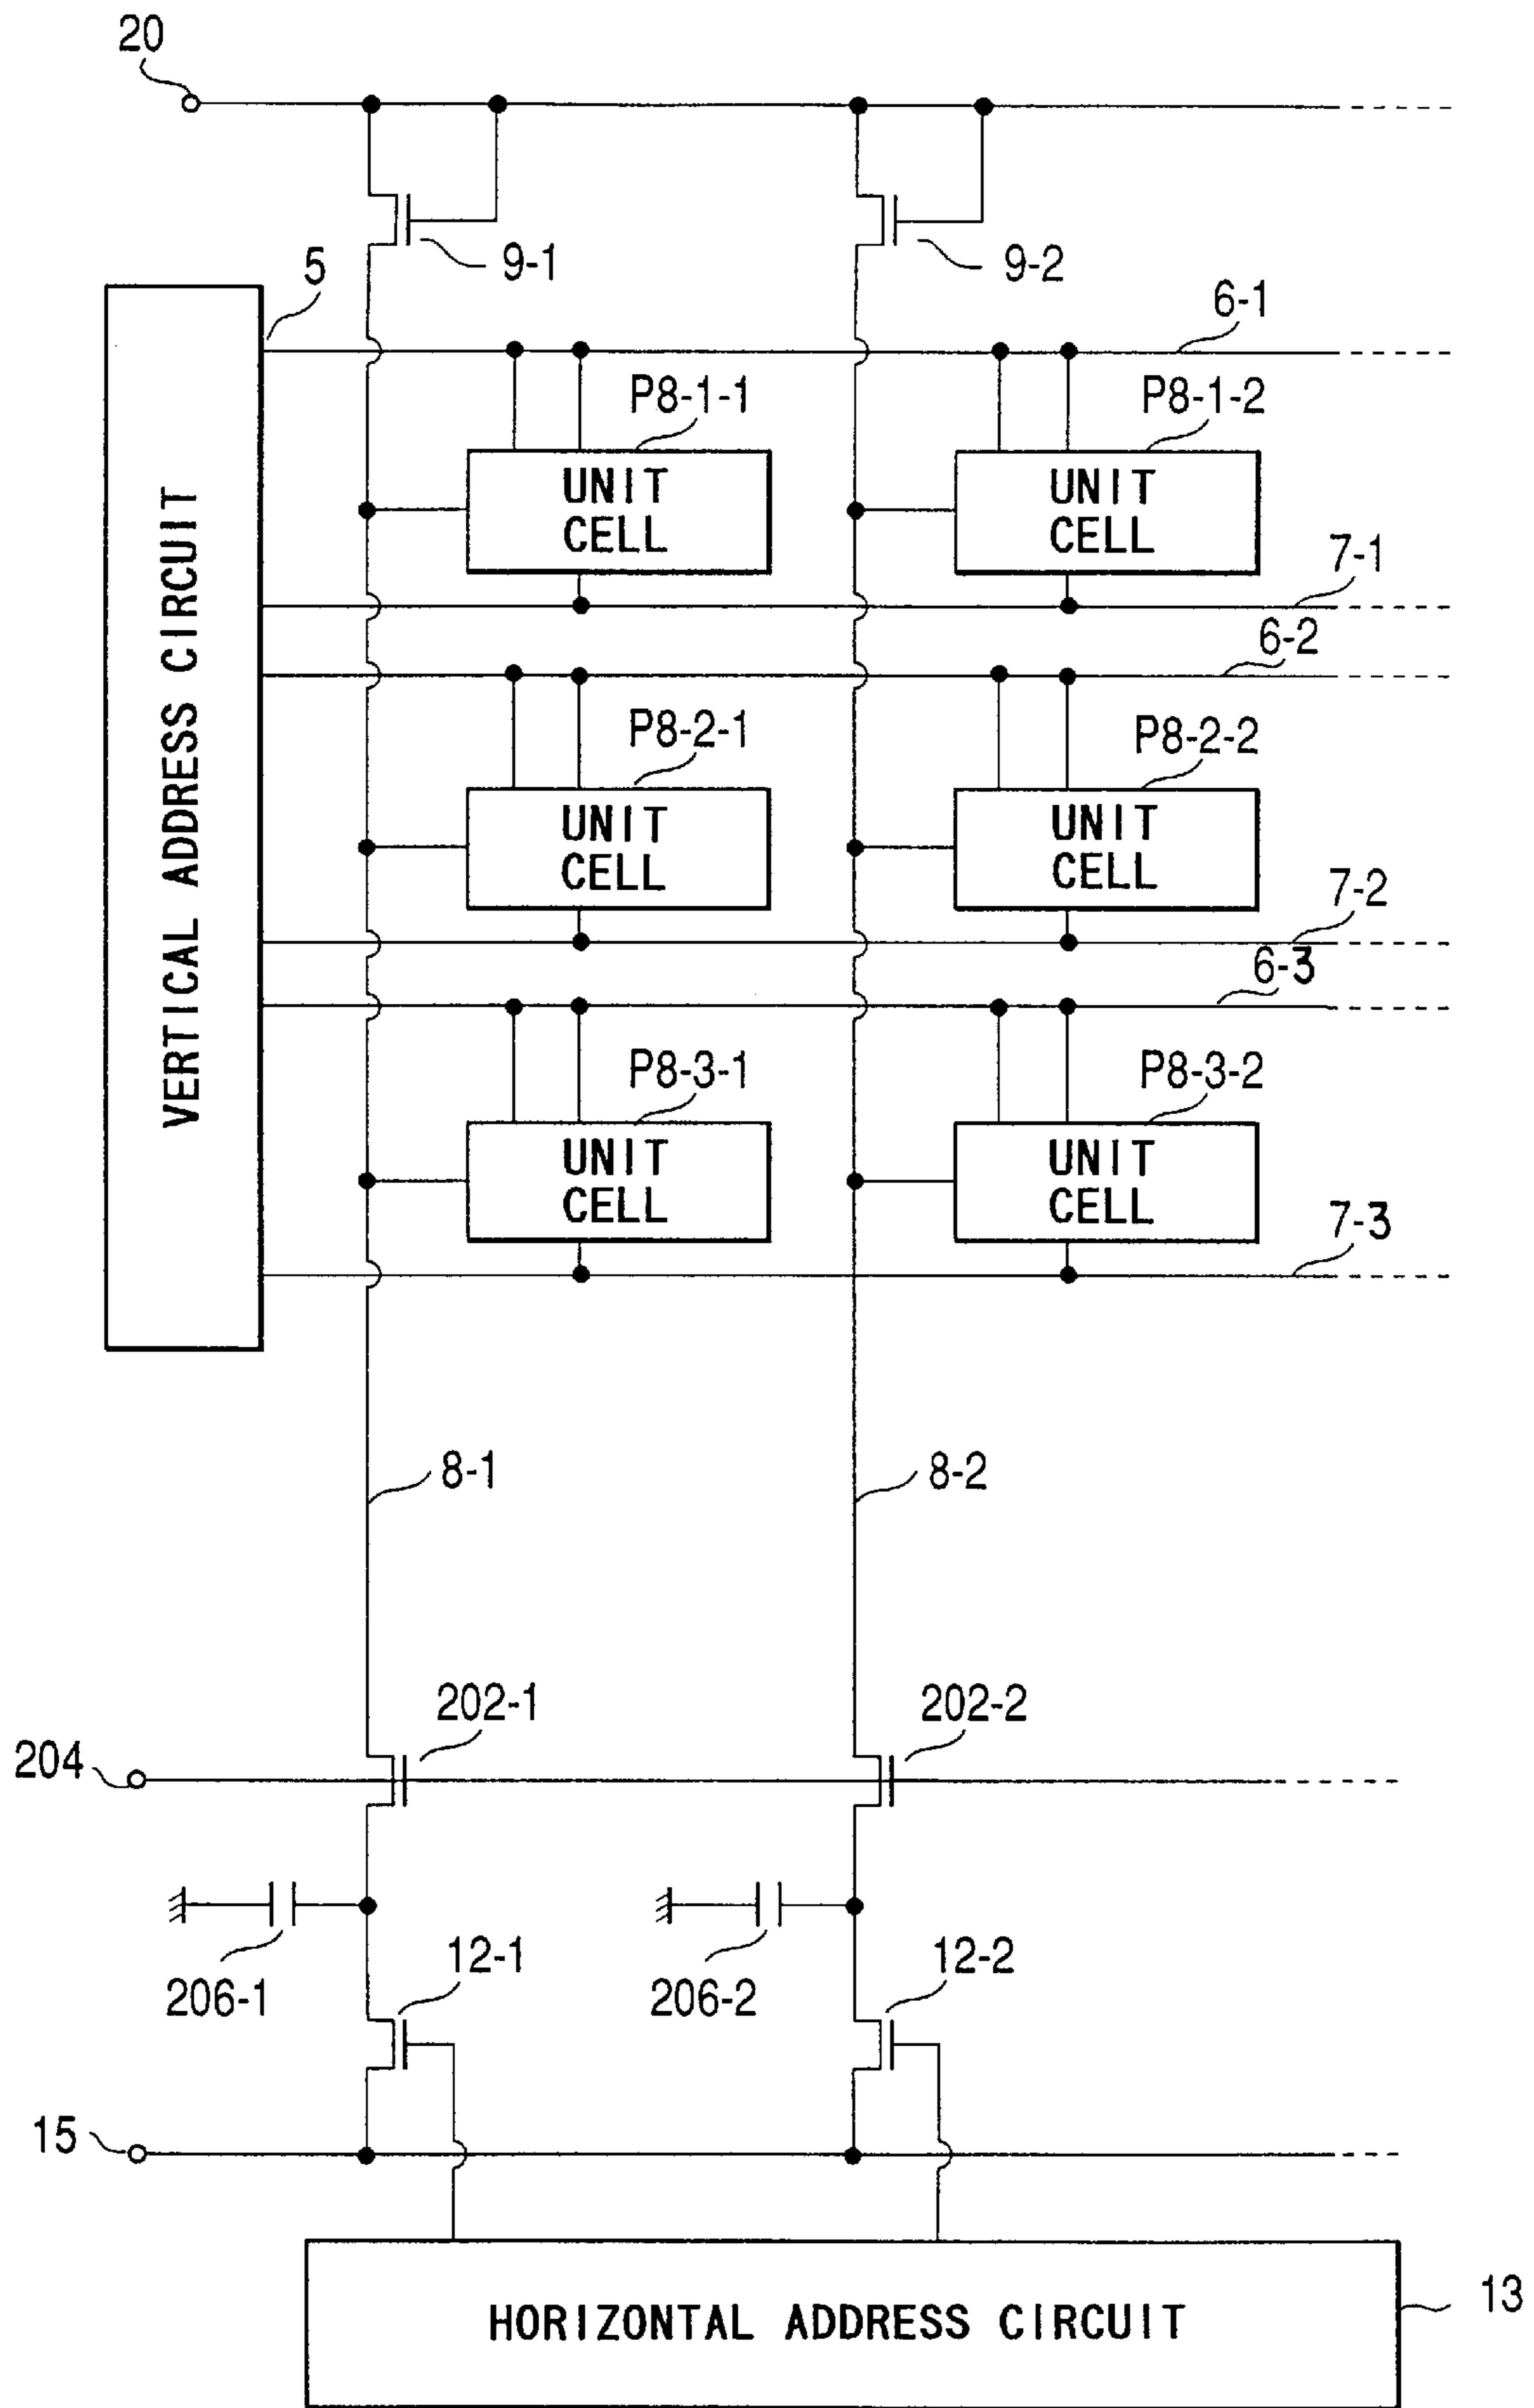 20
9-1
9-2
5
6-1
P8-1-1
P8-1-2
UNIT
CELL
UNIT
CELL
7-1
6-2
VERTICAL ADDRESS CIRCUIT
P8-2-1
P8-2-2
UNIT
CELL
UNIT
CELL
7-2
6-3
P8-3-1
P8-3-2
UNIT
CELL
UNIT
CELL
7-3
8-1
8-2
202-1
202-2
204
12-1
12-2
206-1
206-2
15
13
HORIZONTAL ADDRESS CIRCUIT